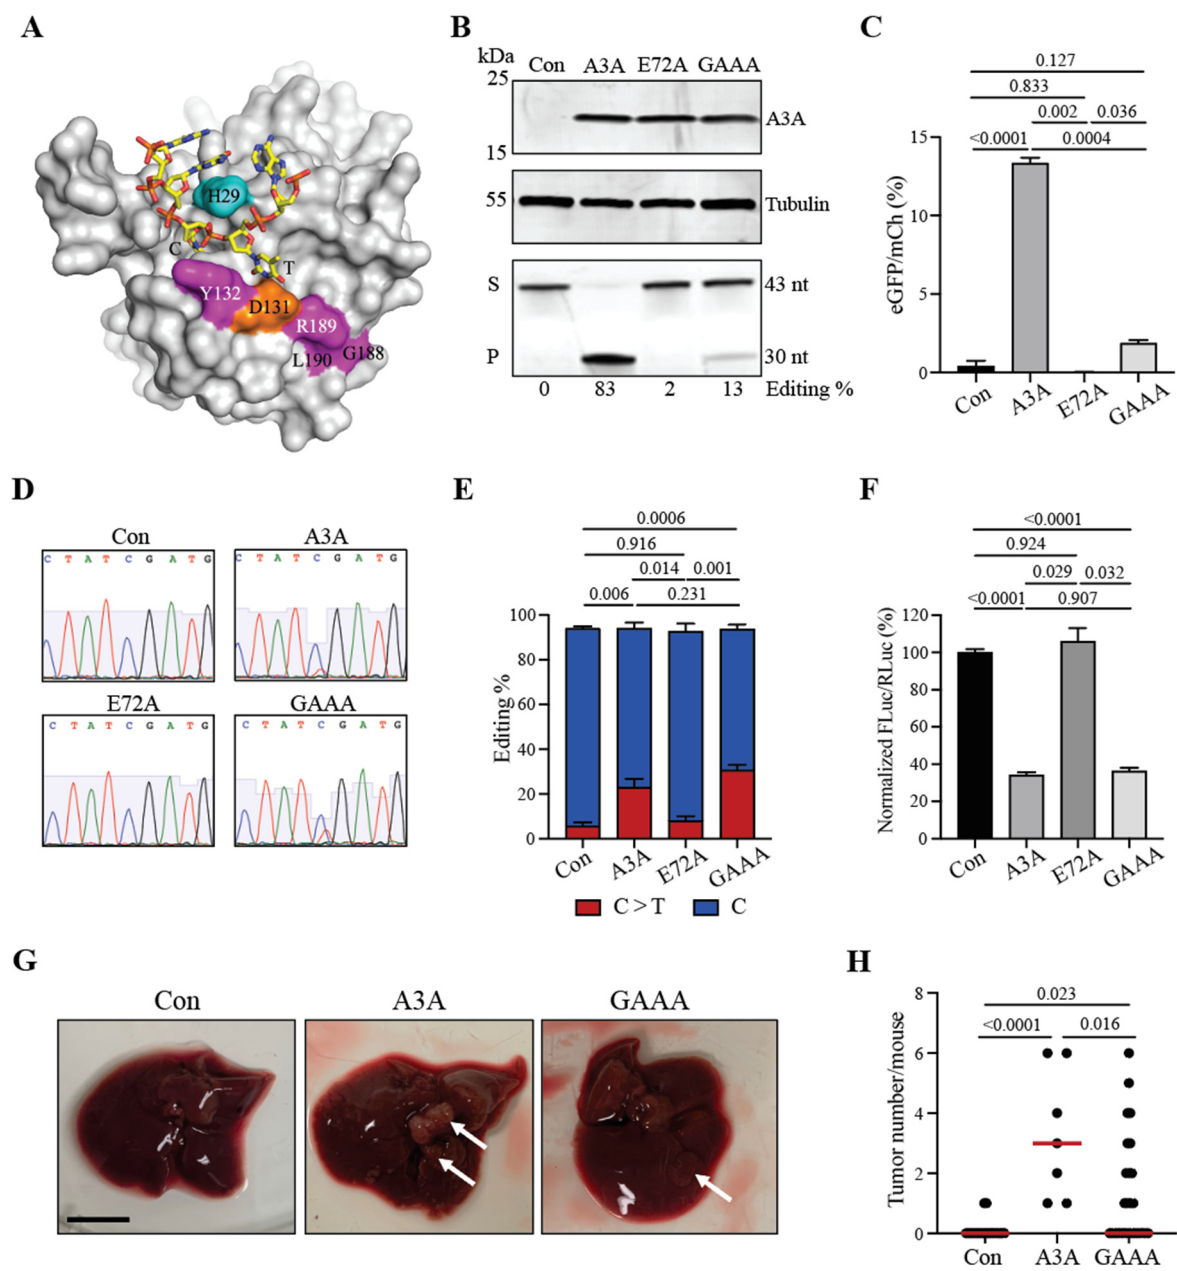 A
H29
C
T
Y132
D131
R189
L190
G188
B
kDa
Con
A3A
E72A
GAAA
25
A3A
15
55
Tubulin
S
43 nt
P
30 nt
0
83
2
13
Editing %
C
0.127
0.833
0.002
0.036
<0.0001
0.0004
15
10
5
0
eGFP/mCh (%)
Con
A3A
E72A
GAAA
D
Con
A3A
C T A T C G A T G
C T A T C G A T G
E72A
GAAA
C T A T C G A T G
C T A T C G A T G
E
0.0006
0.916
0.014
0.001
0.006
0.231
100
80
60
40
20
0
Editing %
Con
A3A
E72A
GAAA
C > T
C
F
<0.0001
0.924
0.029
0.032
<0.0001
0.907
120
100
80
60
40
20
0
Normalized FLuc/RLuc (%)
Con
A3A
E72A
GAAA
G
Con
A3A
GAAA
H
0.023
<0.0001
0.016
8
6
4
2
0
Tumor number/mouse
Con
A3A
GAAA